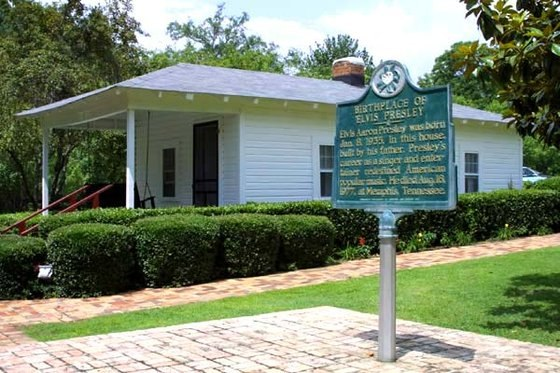 BIRTHPLACE OF
ELVIS PRESLEY
Elvis Aaron Presley was born
Jan. 8, 1935, in this house,
built by his father. Presley's
career as a singer and enter-
tainer redefined American
popular music. He died Aug. 16,
1977, at Memphis, Tennessee.